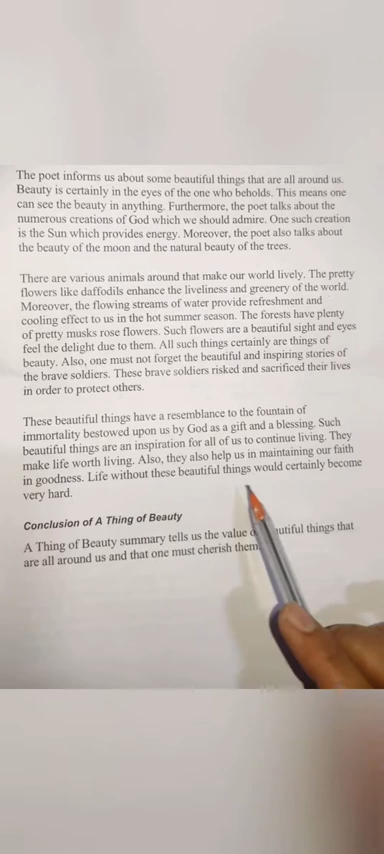 The poet informs us about some beautiful things that are all around us.
Beauty is certainly in the eyes of the one who beholds. This means one
can see the beauty in anything. Furthermore, the poet talks about the
numerous creations of God which we should admire. One such creation
is the Sun which provides energy. Moreover, the poet also talks about
the beauty of the moon and the natural beauty of the trees.
There are various animals around that make our world lively. The pretty
flowers like daffodils enhance the liveliness and greenery of the world.
Moreover, the flowing streams of water provide refreshment and
cooling effect to us in the hot summer season. The forests have plenty
of pretty musks rose flowers. Such flowers are a beautiful sight and eyes
feel the delight due to them. All such things certainly are things of
beauty. Also, one must not forget the beautiful and inspiring stories of
the brave soldiers. These brave soldiers risked and sacrificed their lives
in order to protect others.
These beautiful things have a resemblance to the fountain of
immortality bestowed upon us by God as a gift and a blessing. Such
beautiful things are an inspiration for all of us to continue living. They
make life worth living. Also, they also help us in maintaining our faith
in goodness. Life without these beautiful things would certainly become
very hard.
Conclusion of A Thing of Beauty
A Thing of Beauty summary tells us the value things that
are all around us and that one must cherish them.